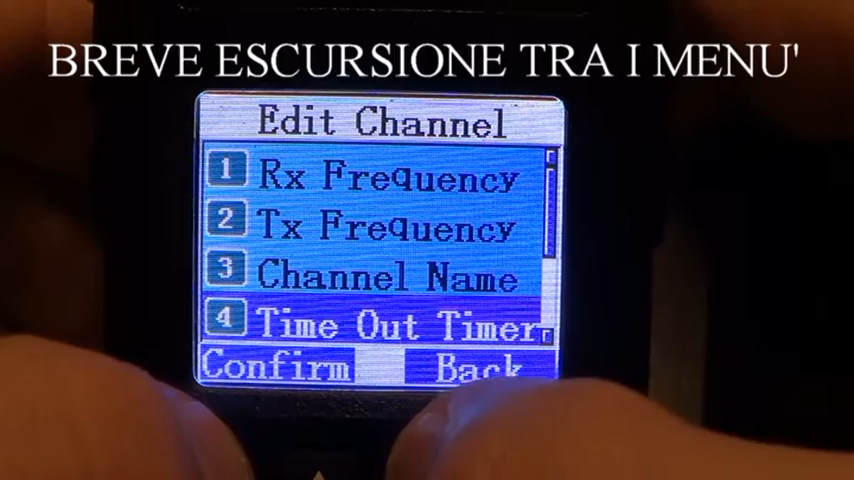 BREVE ESCURSIONE TRA I MENU'
Edit Channel
1 Rx Frequency
2 Tx Frequency
3 Channel Name
4 Time Out Timer
Confirm Back